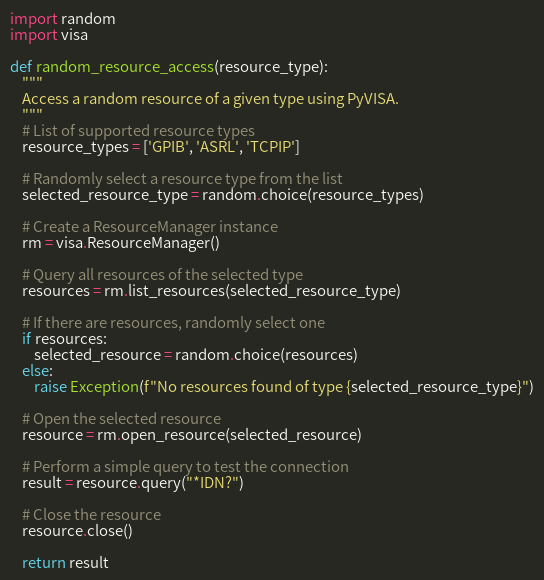 import random
import visa

def random_resource_access(resource_type):
    """
    Access a random resource of a given type using PyVISA.
    """
    # List of supported resource types
    resource_types = ['GPIB', 'ASRL', 'TCPIP']

    # Randomly select a resource type from the list
    selected_resource_type = random.choice(resource_types)

    # Create a ResourceManager instance
    rm = visa.ResourceManager()

    # Query all resources of the selected type
    resources = rm.list_resources(selected_resource_type)

    # If there are resources, randomly select one
    if resources:
        selected_resource = random.choice(resources)
    else:
        raise Exception(f"No resources found of type {selected_resource_type}")

    # Open the selected resource
    resource = rm.open_resource(selected_resource)

    # Perform a simple query to test the connection
    result = resource.query("*IDN?")

    # Close the resource
    resource.close()

    return result